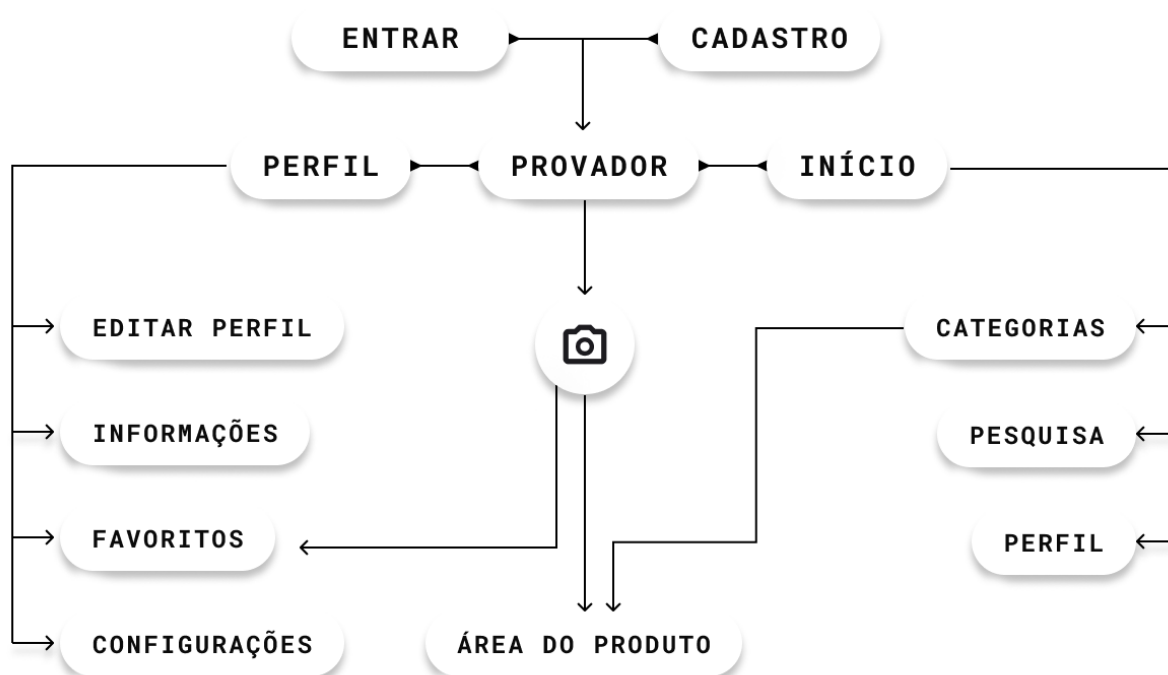 ENTRAR
CADASTRO
PERFIL
PROVADOR
INÍCIO
EDITAR PERFIL
CATEGORIAS
INFORMAÇÕES
PESQUISA
FAVORITOS
PERFIL
CONFIGURAÇÕES
ÁREA DO PRODUTO